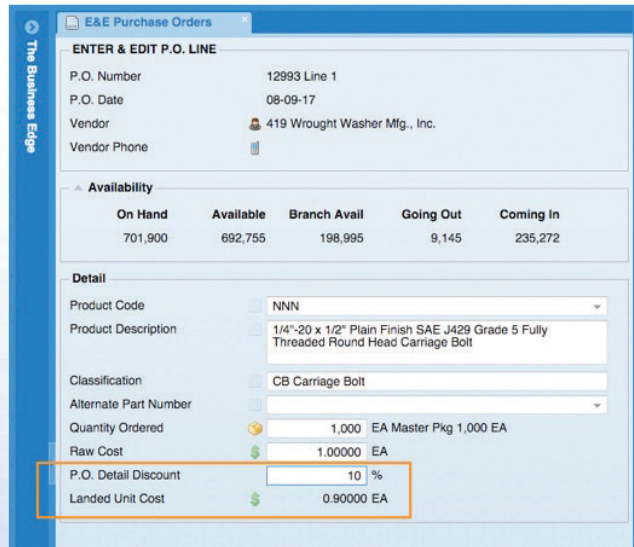 The Business Edge
E&E Purchase Orders
ENTER & EDIT P.O. LINE
P.O. Number 12993 Line 1
P.O. Date 08-09-17
Vendor 419 Wrought Washer Mfg., Inc.
Vendor Phone
Availability
On Hand Available Branch Avail Going Out Coming In
701,900 692,755 198,995 9,145 235,272
Detail
Product Code NNN
Product Description 1/4"-20 x 1/2" Plain Finish SAE J429 Grade 5 Fully
Threaded Round Head Carriage Bolt
Classification CB Carriage Bolt
Alternate Part Number
Quantity Ordered 1,000 EA Master Pkg 1,000 EA
Raw Cost $ 1.00000 EA
P.O. Detail Discount 10 %
Landed Unit Cost $ 0.90000 EA